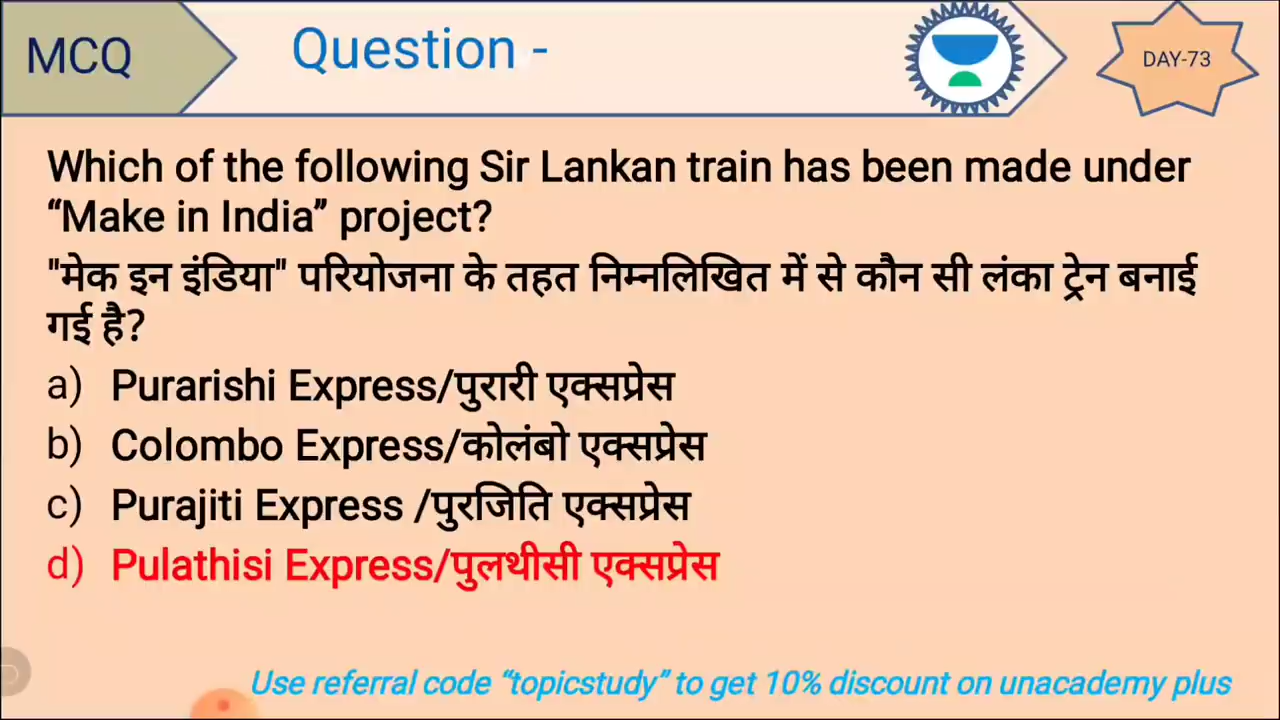 MCQ
Question -
DAY-73
Which of the following Sir Lankan train has been made under
“Make in India” project?
"मेक इन इंडिया" परियोजना के तहत निम्नलिखित में से कौन सी लंका ट्रेन बनाई
गई है?
a) Purarishi Express/पुरारी एक्सप्रेस
b) Colombo Express/कोलंबो एक्सप्रेस
c) Purajiti Express /पुरजिति एक्सप्रेस
d) Pulathisi Express/पुलथीसी एक्सप्रेस
Use referral code “topicstudy” to get 10% discount on unacademy plus